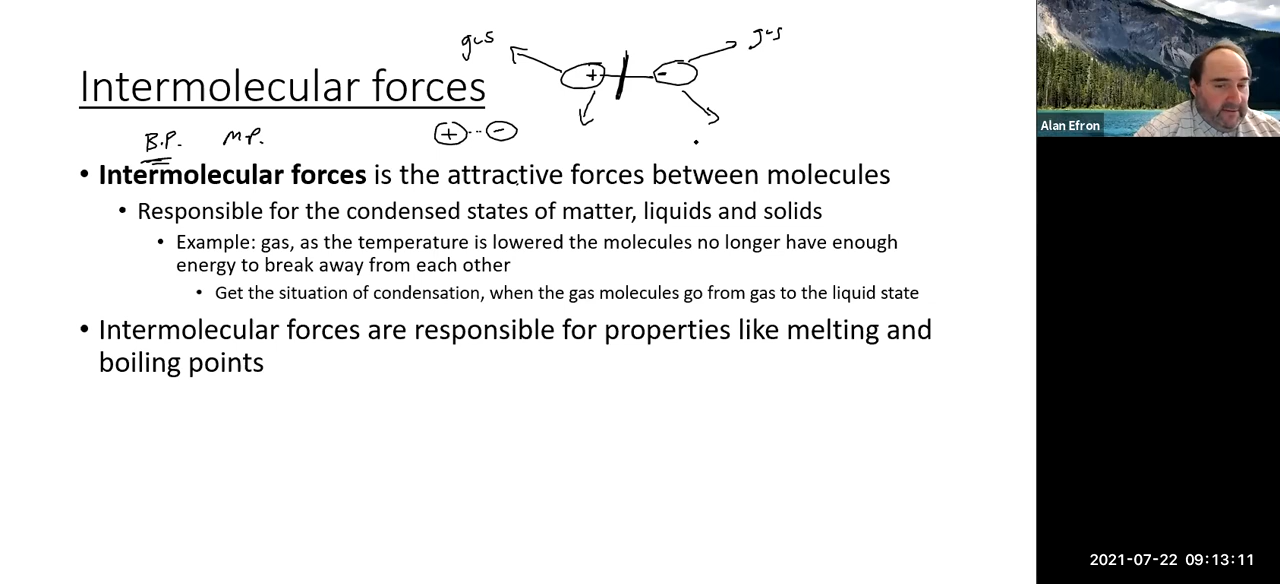 gas
gas
Intermolecular forces
+ -
+ -
B.P. M.P.
• Intermolecular forces is the attractive forces between molecules
• Responsible for the condensed states of matter, liquids and solids
• Example: gas, as the temperature is lowered the molecules no longer have enough
energy to break away from each other
• Get the situation of condensation, when the gas molecules go from gas to the liquid state
• Intermolecular forces are responsible for properties like melting and
boiling points
Alan Efron
2021-07-22 09:13:11